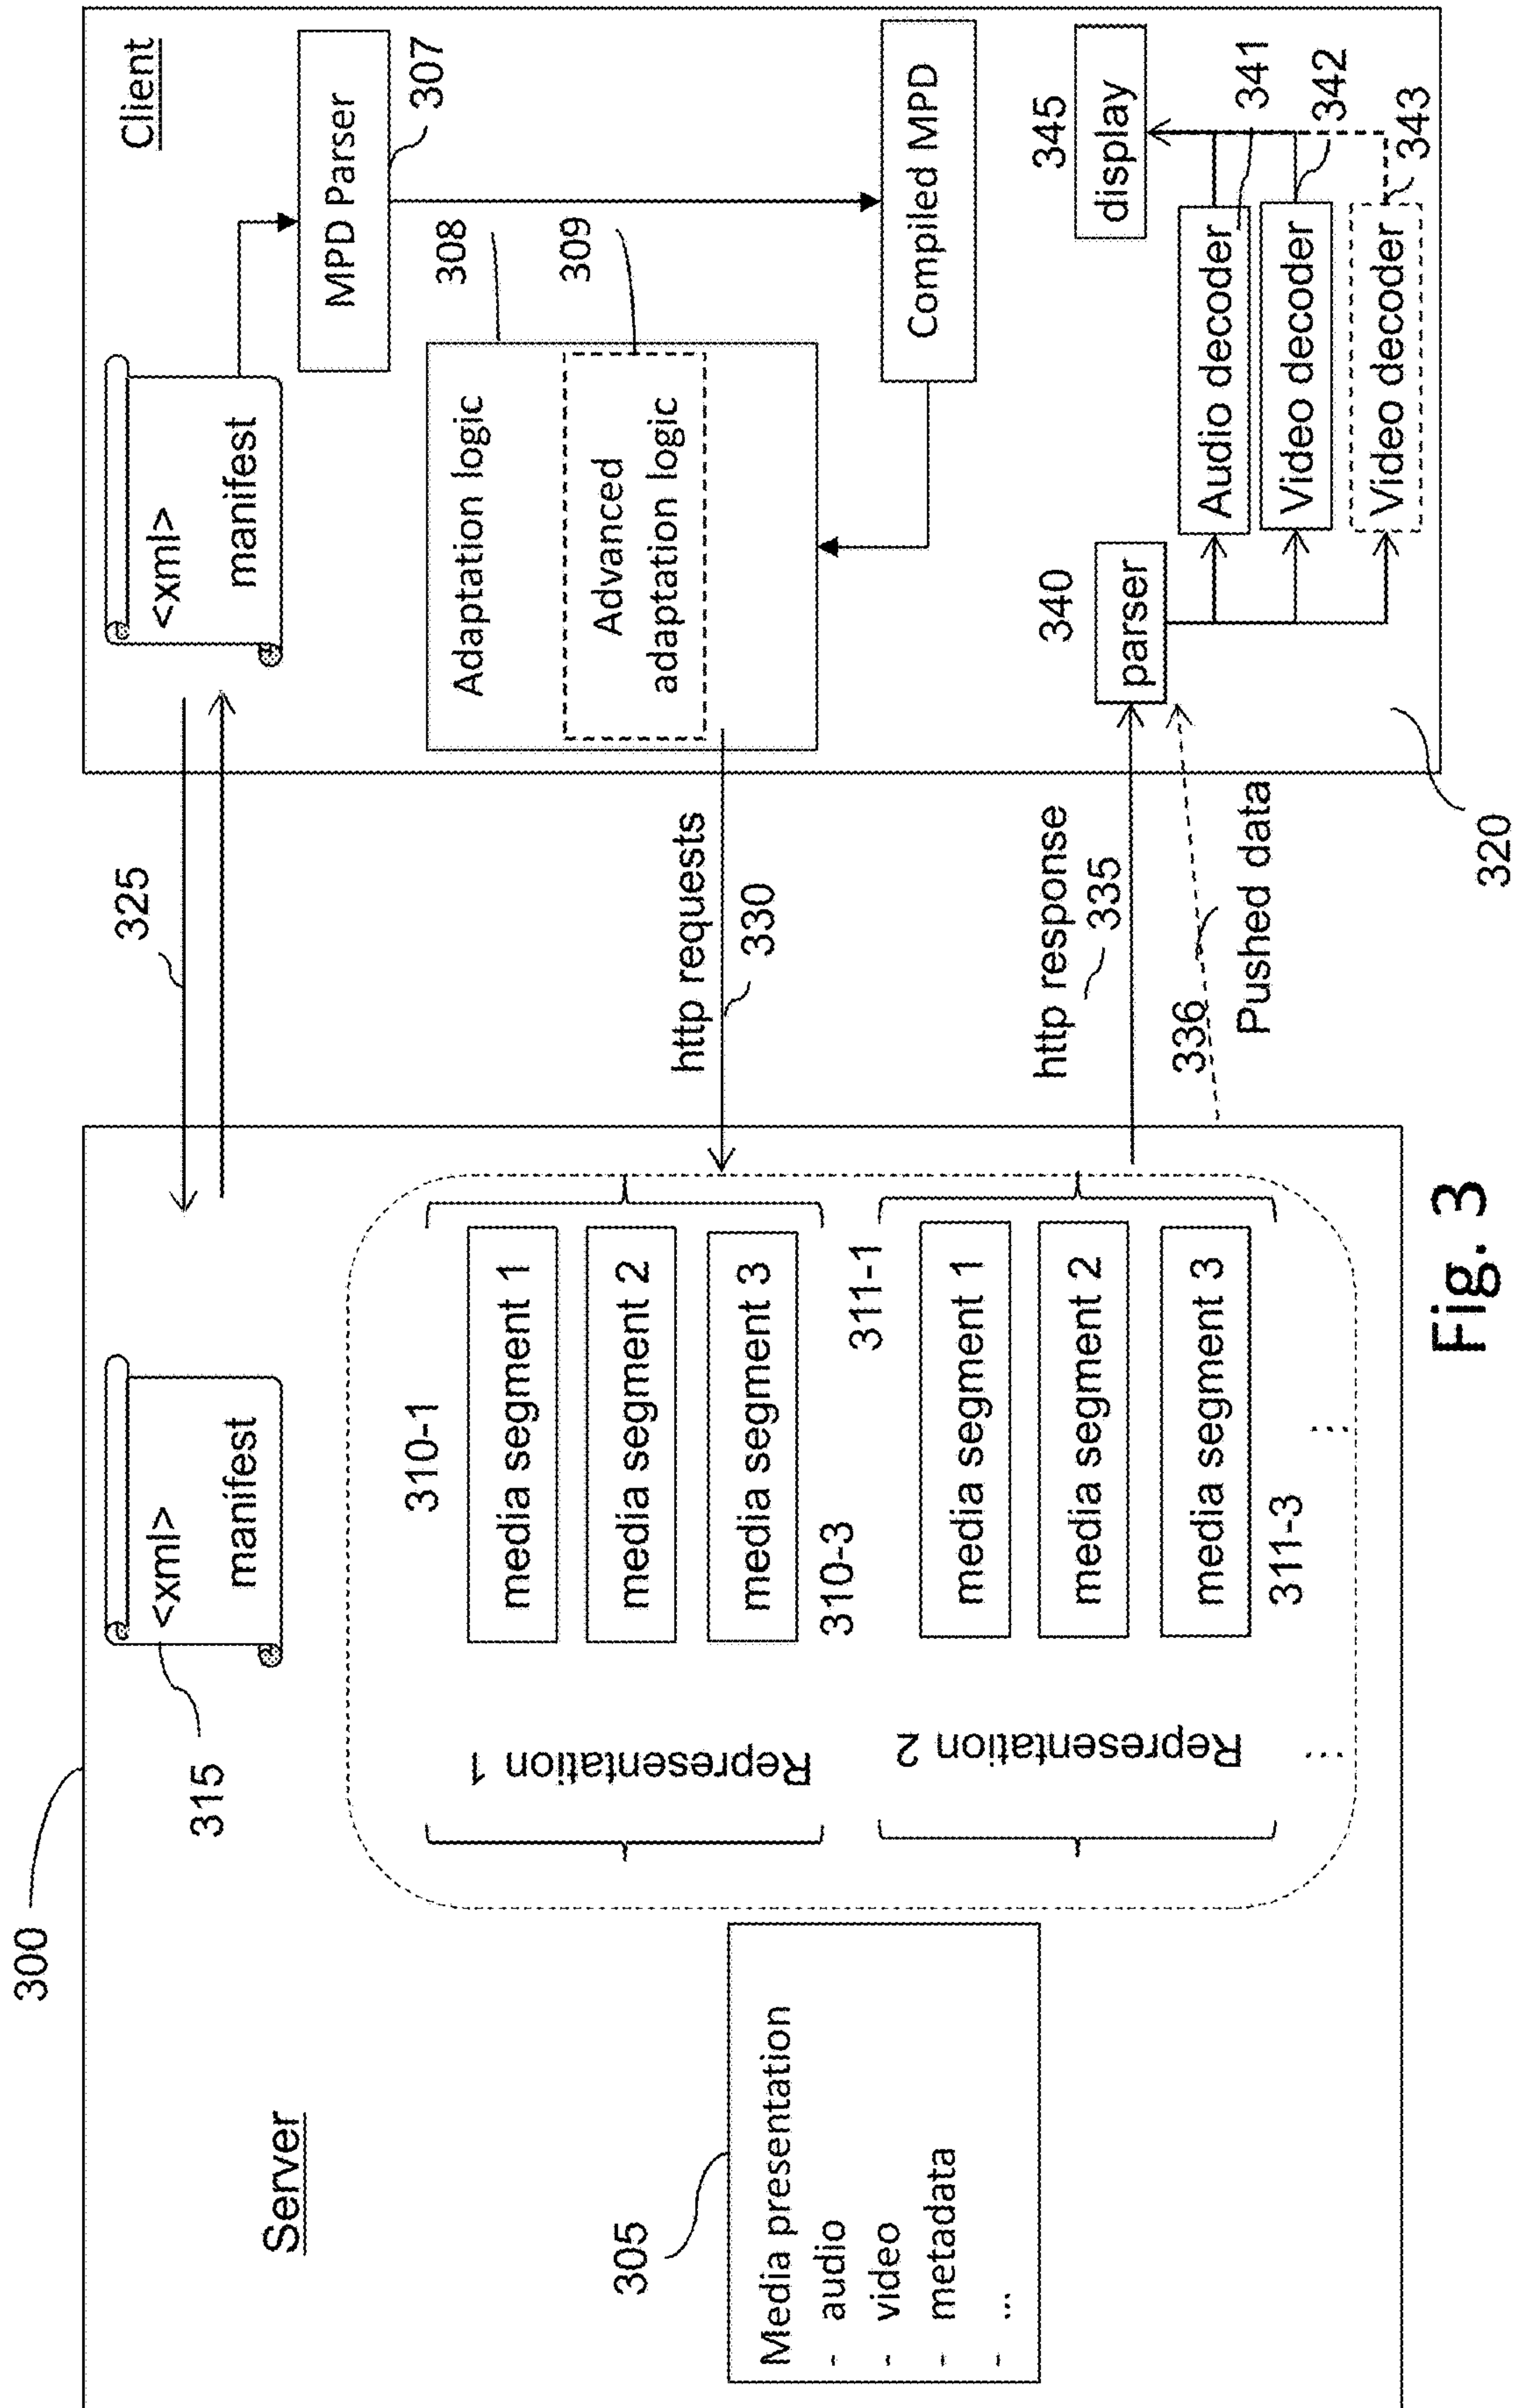 300
Server
315
<xml>
manifest
305
Media presentation
- audio
- video
- metadata
- ...
Representation 1
310-1
media segment 1
media segment 2
media segment 3
310-3
Representation 2
311-1
media segment 1
media segment 2
media segment 3
311-3
...
...
325
http requests
330
http response
335
336
Pushed data
320
Client
<xml>
manifest
MPD Parser
307
308
309
Adaptation logic
Advanced
adaptation logic
Compiled MPD
340
parser
345
display
Audio decoder
341
Video decoder
342
Video decoder
343
Fig. 3